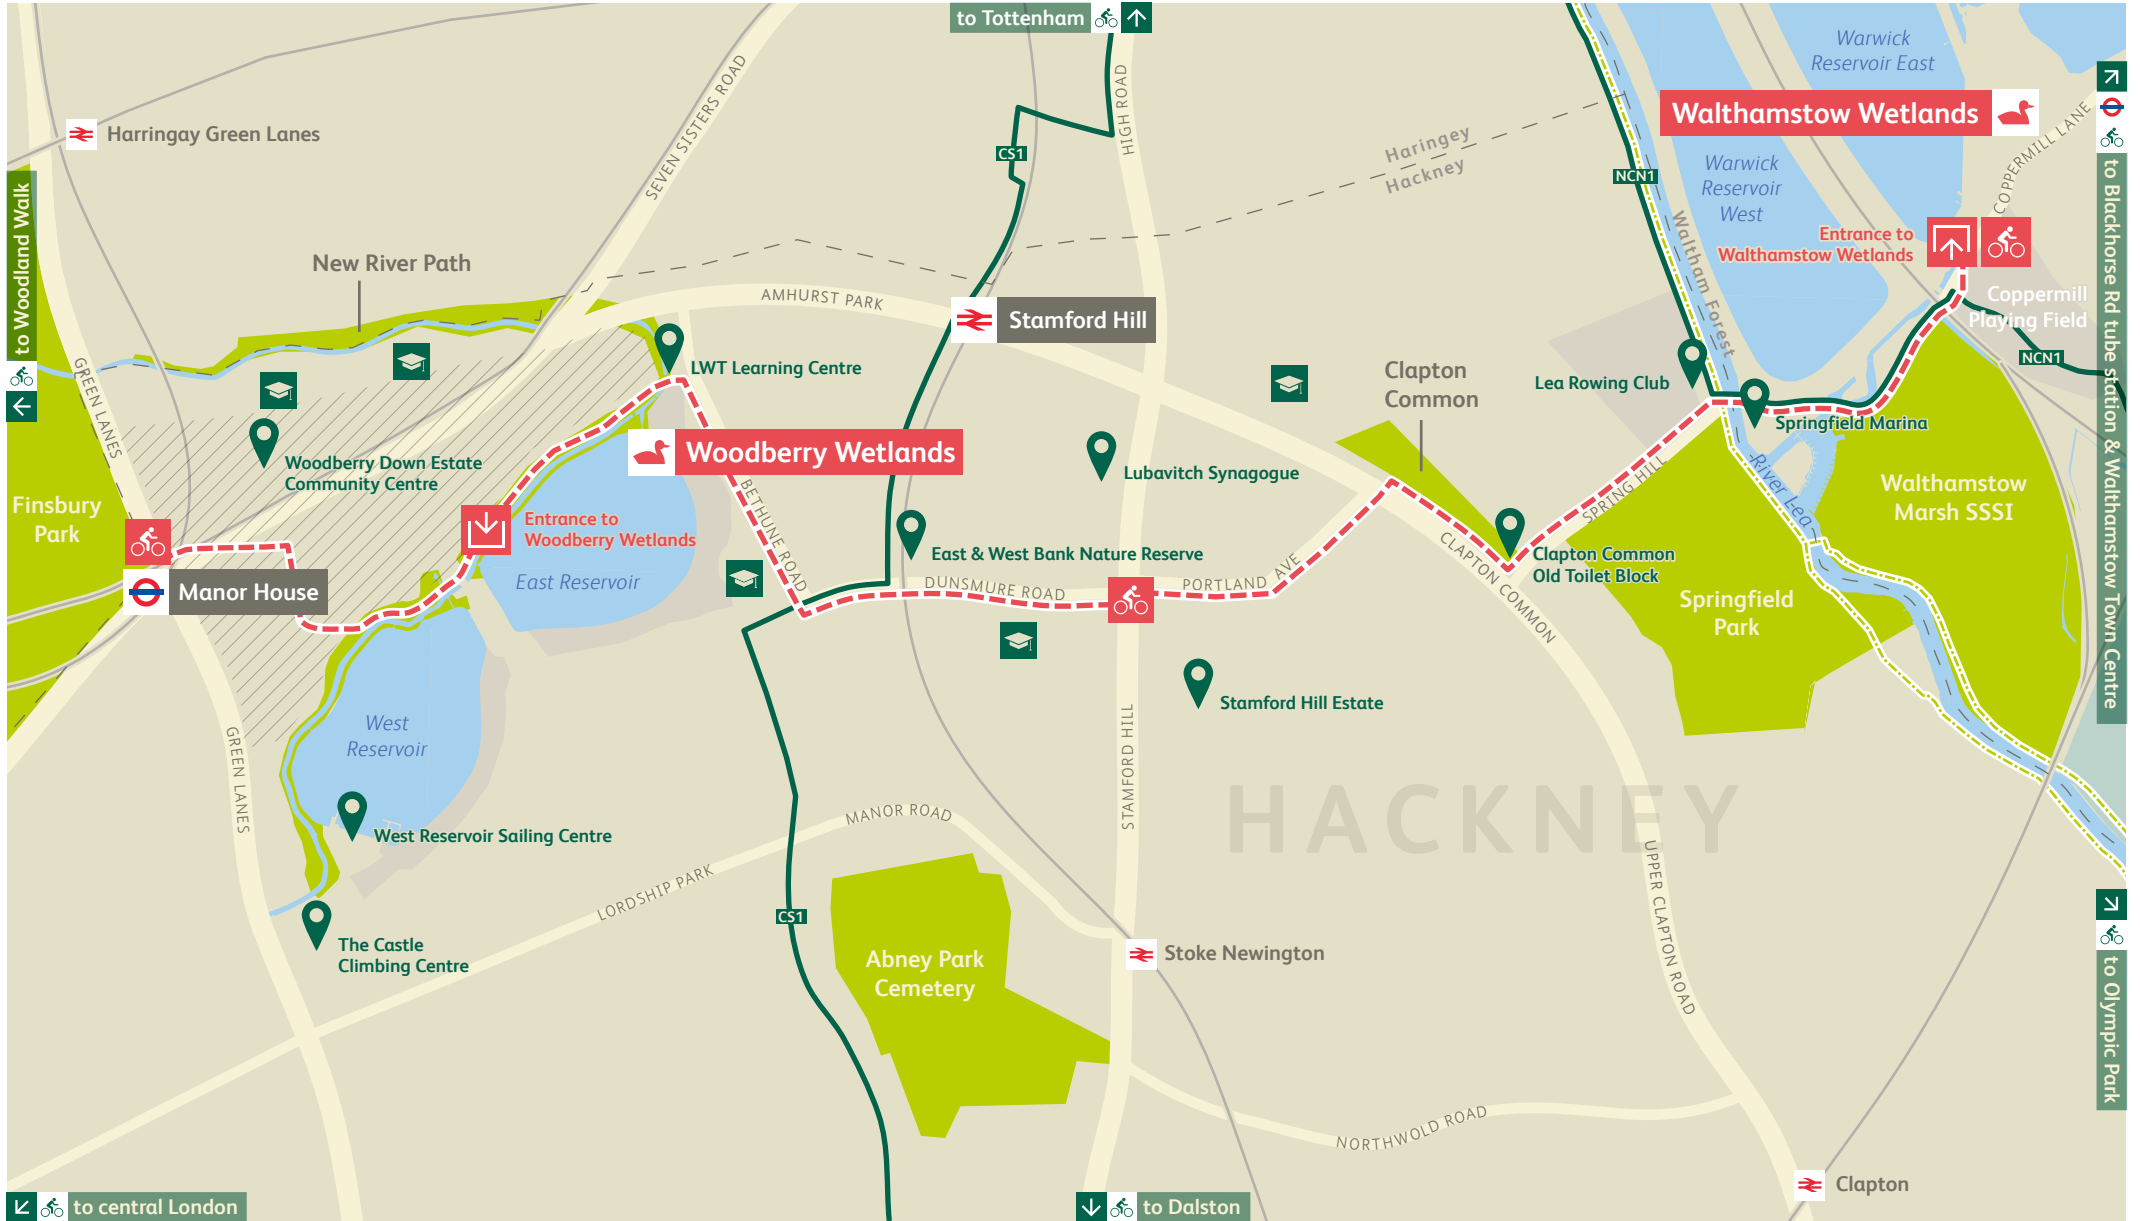 to Tottenham
Warwick
Reservoir East
Walthamstow Wetlands
Harringay Green Lanes
SEVEN SISTERS ROAD
HIGH ROAD
CS1
Haringey
Hackney
NCN1
Warwick
Reservoir
West
COPPERMILL LANE
to Blackhorse Rd tube station & Walthamstow Town Centre
to Woodland Walk
New River Path
AMHURST PARK
Stamford Hill
Waltham Forest
Entrance to
Walthamstow Wetlands
Coppermill
Playing Field
NCN1
GREEN LANES
LWT Learning Centre
Clapton
Common
Lea Rowing Club
Springfield Marina
Woodberry Wetlands
Woodberry Down Estate
Community Centre
Lubavitch Synagogue
River Lea
Walthamstow
Marsh SSSI
Finsbury
Park
Entrance to
Woodberry Wetlands
BETHUNE ROAD
SPRING HILL
East & West Bank Nature Reserve
Clapton Common
Old Toilet Block
East Reservoir
Manor House
DUNSMURE ROAD
PORTLAND AVE
CLAPTON COMMON
Springfield
Park
West
Reservoir
Stamford Hill Estate
GREEN LANES
STAMFORD HILL
HACKNEY
West Reservoir Sailing Centre
MANOR ROAD
LORDSHIP PARK
UPPER CLAPTON ROAD
CS1
The Castle
Climbing Centre
Abney Park
Cemetery
Stoke Newington
to Olympic Park
NORTHWOLD ROAD
Clapton
to central London
to Dalston